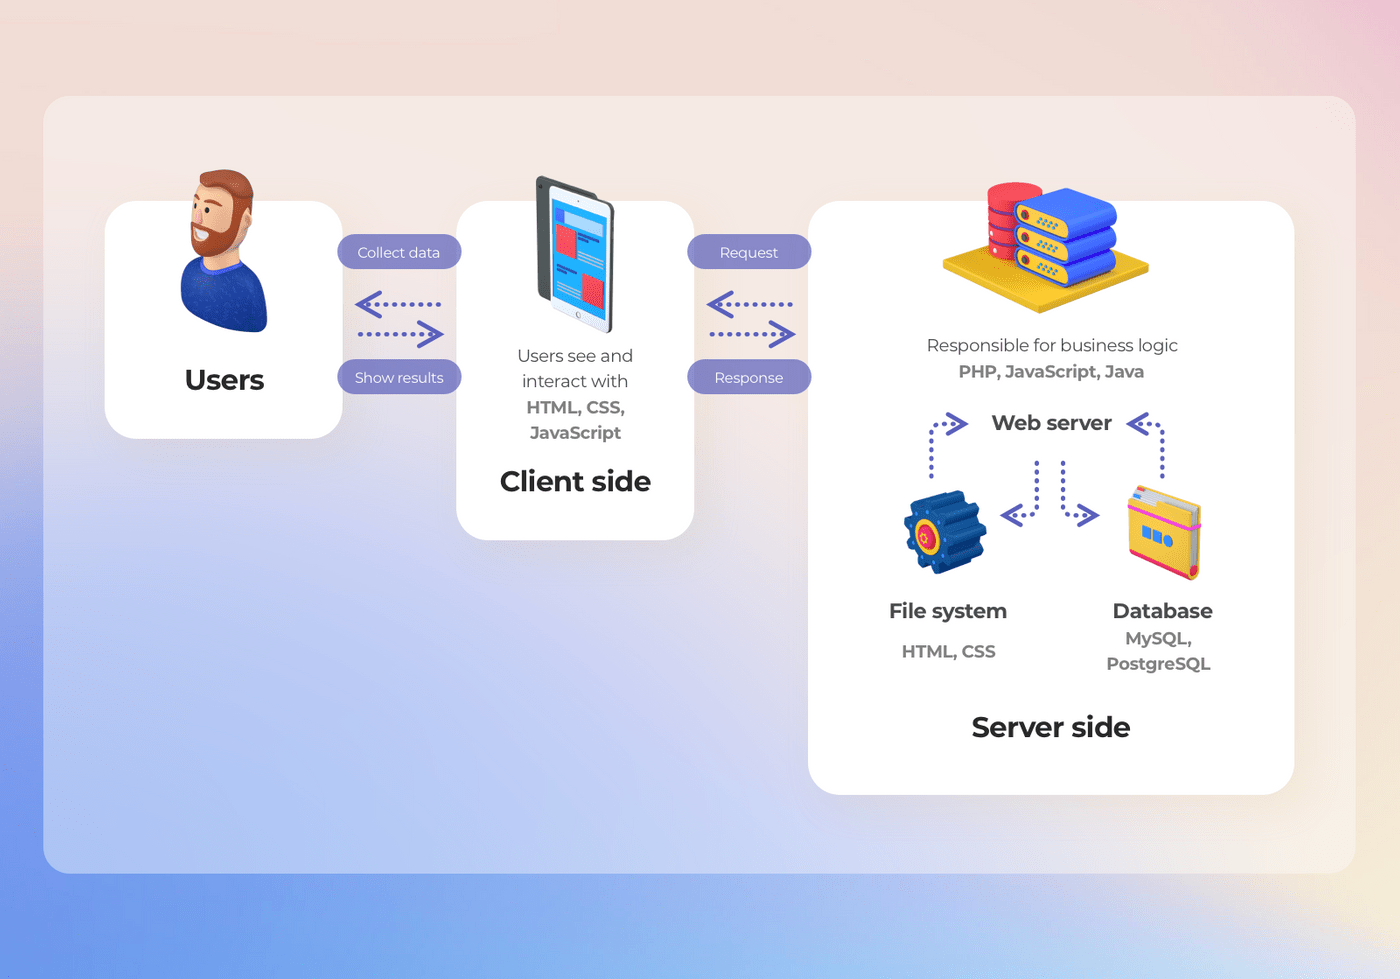 Users
Collect data
Show results
Users see and
interact with
HTML, CSS,
JavaScript
Client side
Request
Response
Responsible for business logic
PHP, JavaScript, Java
Web server
File system
HTML, CSS
Database
MySQL,
PostgreSQL
Server side